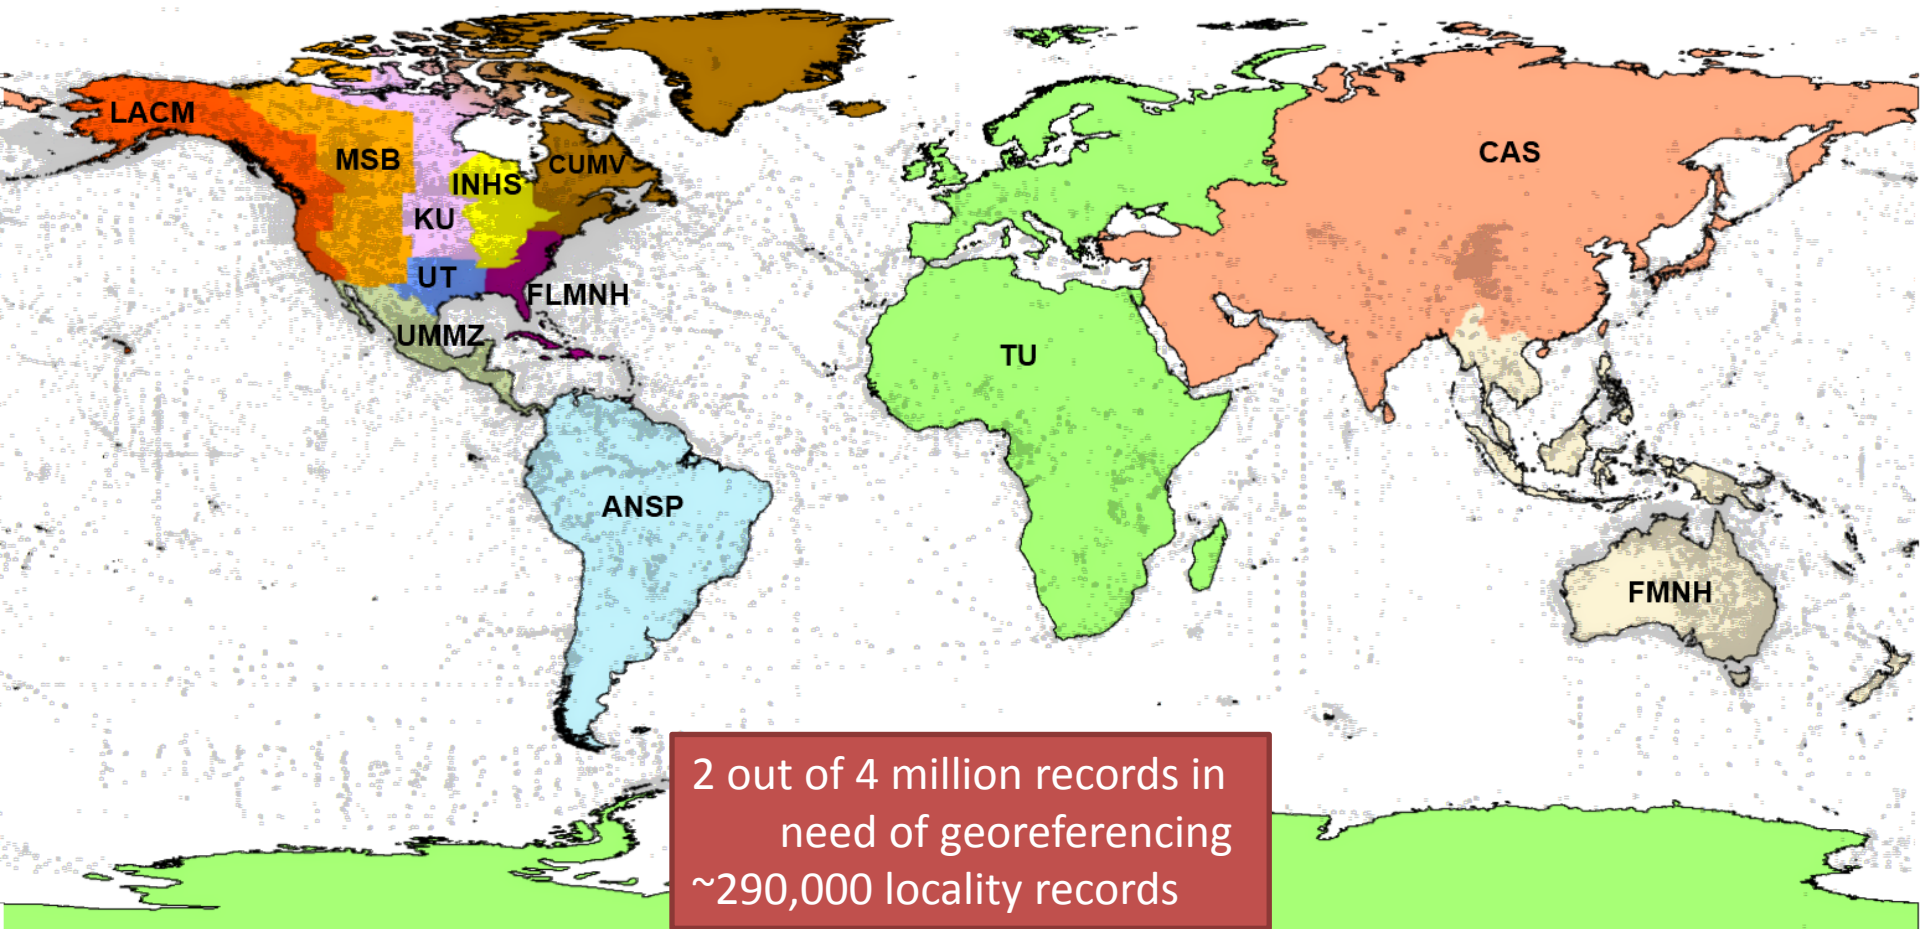 LACM
MSB
INHS
CUMV
KU
UT
FLMNH
UMMZ
CAS
TU
ANSP
FMNH
2 out of 4 million records in
need of georeferencing
~290,000 locality records